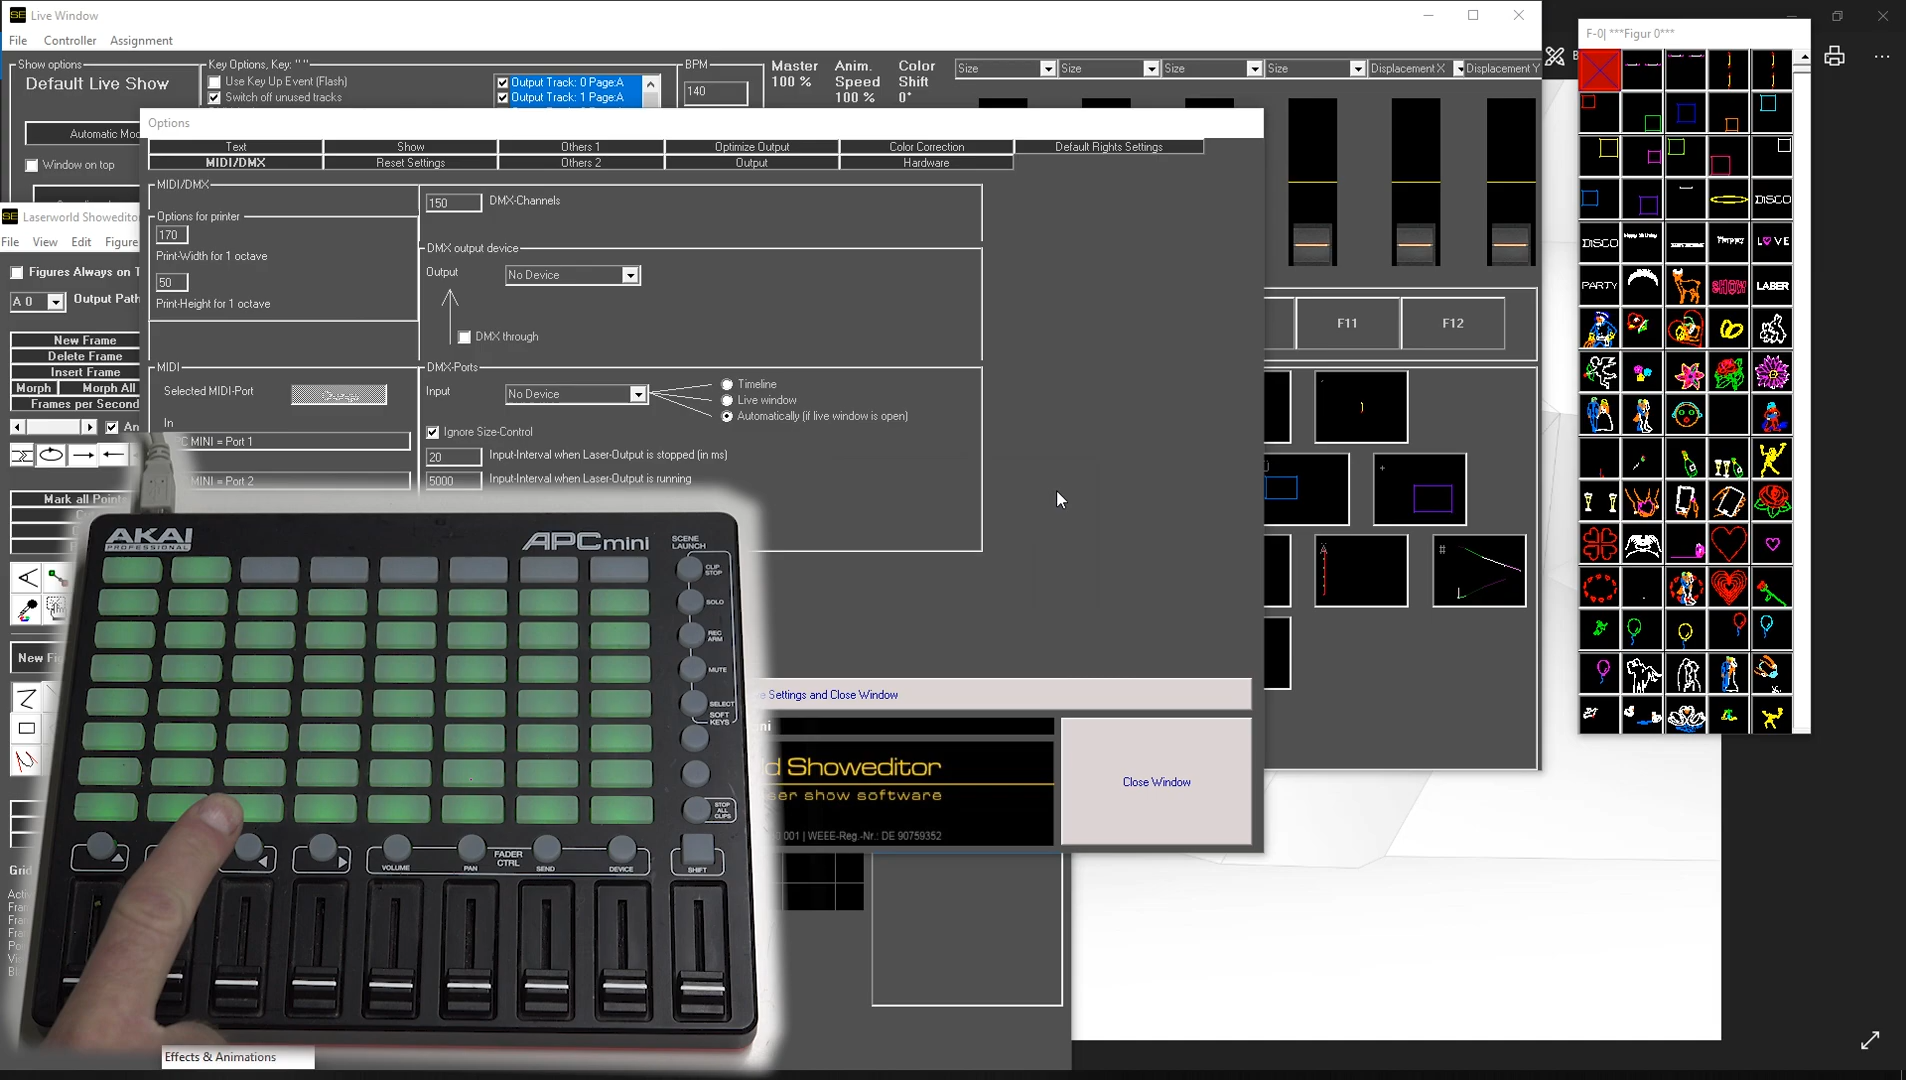 Live Window
File Controller Assignment
Show options
Default Live Show
Window on top
Key Options, Key: " "
Use Key Up Event (Flash)
Switch off unused tracks
Output Track: 0 Page:A
Output Track: 1 Page:A
BPM
140
Master
100 %
Anim.
Speed
100 %
Color
Shift
0°
Size
Size
Size
Size
Displacement X
Displacement Y
Options
Text Show Others 1 Optimize Output Color Correction Default Rights Settings
MIDI/DMX Reset Settings Others 2 Output Hardware
MIDI/DMX
Options for printer
170
Print-Width for 1 octave
50
Print-Height for 1 octave
150 DMX-Channels
DMX output device
Output No Device
DMX through
MIDI
Selected MIDI-Port
In
MINI = Port 1
MINI = Port 2
DMX-Ports
Input No Device
Timeline
Live window
Automatically (if live window is open)
Ignore Size-Control
20 Input-Interval when Laser-Output is stopped (in ms)
5000 Input-Interval when Laser-Output is running
Settings and Close Window
Showeditor
show software
001 | WEEE-Reg.-Nr.: DE 90759352
Close Window
F11 F12
Laserworld Showeditor
File View Edit Figure
Figures Always on T
A 0 Output Path
New Frame
Delete Frame
Insert Frame
Morph Morph All
Frames per Second
Mark all Points
Grid
Effects & Animations
AKAI
PROFESSIONAL
APCmini
SCENE
LAUNCH
CLIP
STOP
SOLO
REC
ARM
MUTE
SELECT
SOFT
KEYS
STOP
ALL
CLIPS
VOLUME PAN FADER
CTRL SEND DEVICE SHIFT
F-0| ***Figur 0***
DISCO
DISCO
Happy
LOVE
PARTY
SHOW
LASER